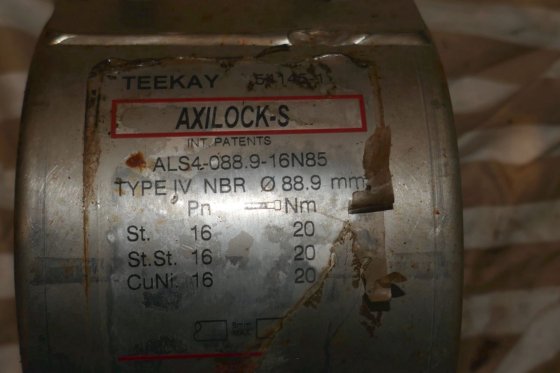 TEEKAY
AXILOCK-S
INT. PATENTS
ALS4-088.9-16N85
TYPE IV NBR Ø 88.9 mm
Pn Nm
St. 16 20
St.St. 16 20
CuNi. 16 20